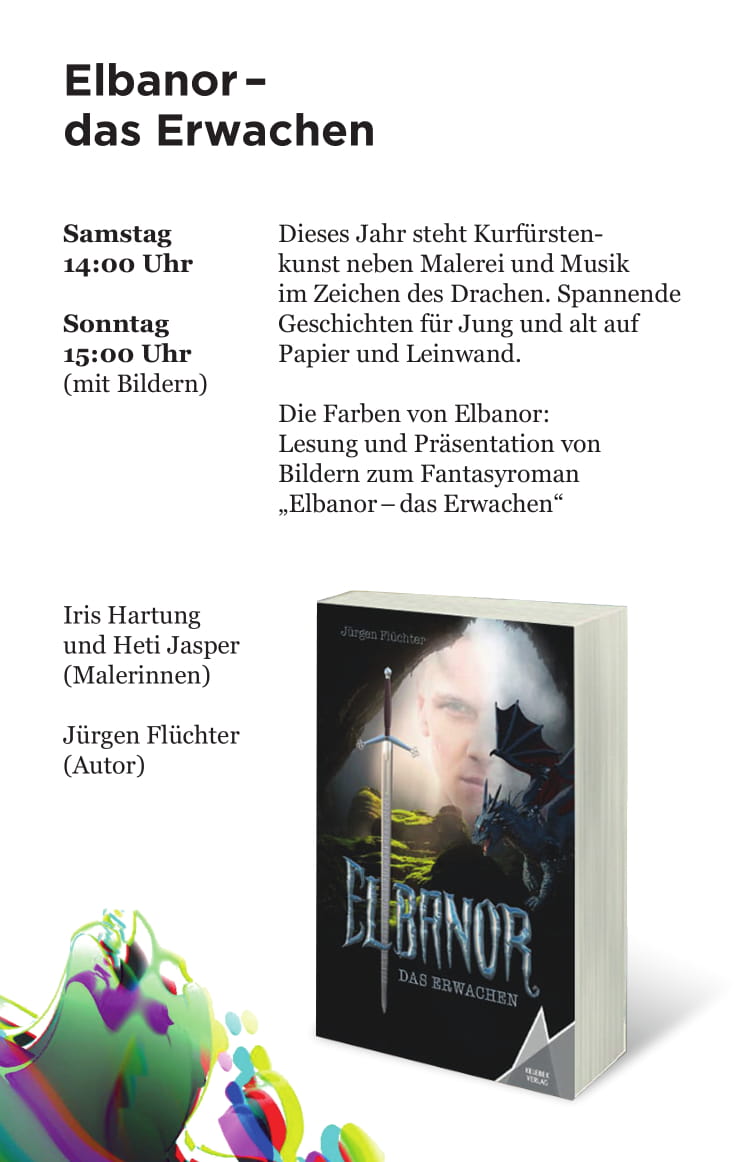 Elbanor –
das Erwachen
Samstag
14:00 Uhr
Sonntag
15:00 Uhr
(mit Bildern)
Dieses Jahr steht Kurfürsten-
kunst neben Malerei und Musik
im Zeichen des Drachen. Spannende
Geschichten für Jung und alt auf
Papier und Leinwand.
Die Farben von Elbanor:
Lesung und Präsentation von
Bildern zum Fantasyroman
„Elbanor – das Erwachen“
Iris Hartung
und Heti Jasper
(Malerinnen)
Jürgen Flüchter
(Autor)
Jürgen Flüchter
ELBANOR
DAS ERWACHEN
KELEBEK
VERLAG